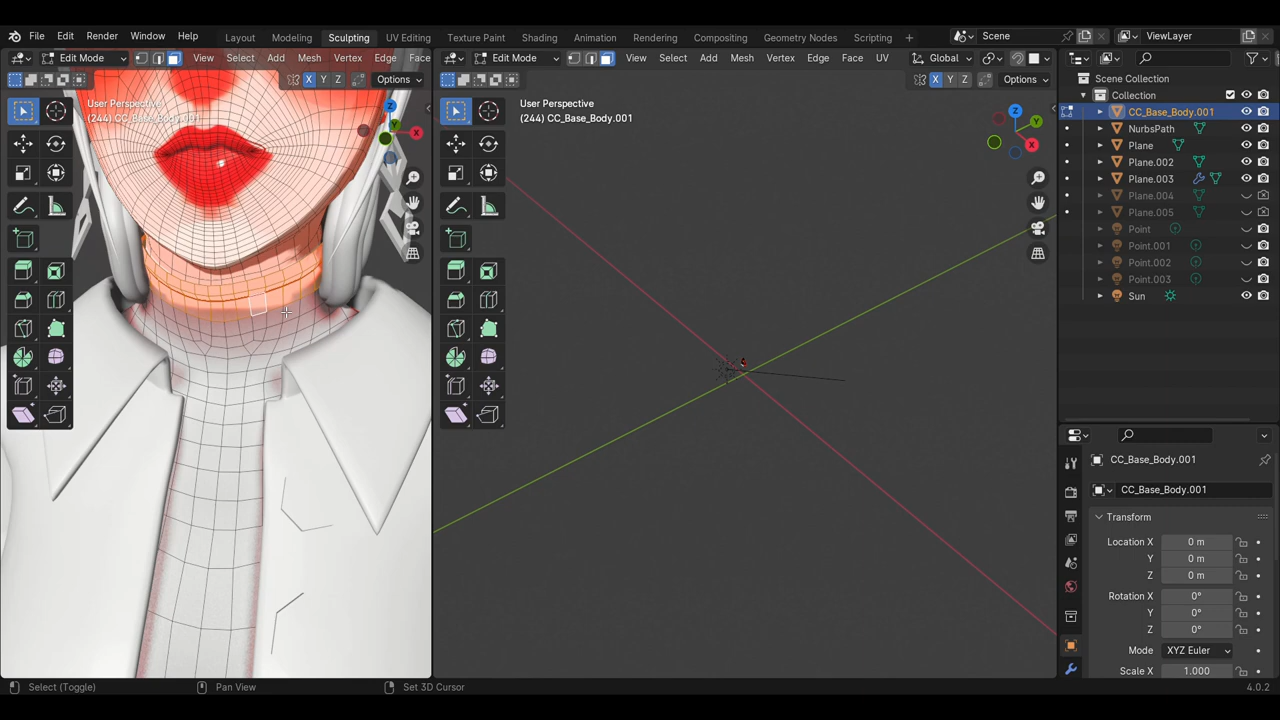 File Edit Render Window Help Layout Modeling Sculpting UV Editing Texture Paint Shading Animation Rendering Compositing Geometry Nodes Scripting + Scene ViewLayer
Edit Mode View Select Add Mesh Vertex Edge Face
Edit Mode View Select Add Mesh Vertex Edge Face UV Global
X Y Z Options
X Y Z Options
User Perspective
(244) CC_Base_Body.001
User Perspective
(244) CC_Base_Body.001
Z
Y
X
Z
Y
X
Scene Collection
Collection
CC_Base_Body.001
NurbsPath
Plane
Plane.002
Plane.003
Plane.004
Plane.005
Point
Point.001
Point.002
Point.003
Sun
CC_Base_Body.001
CC_Base_Body.001
Transform
Location X 0 m
Y 0 m
Z 0 m
Rotation X 0°
Y 0°
Z 0°
Mode XYZ Euler
Scale X 1.000
Select (Toggle) Pan View Set 3D Cursor 4.0.2